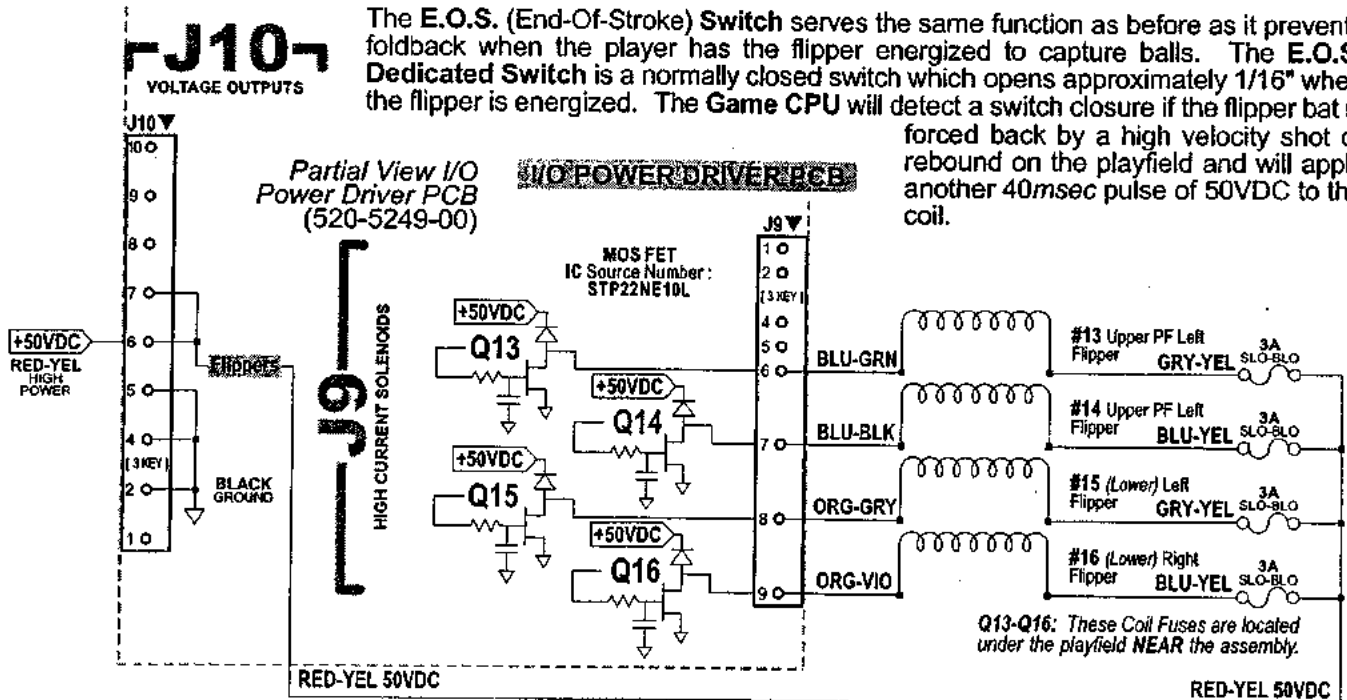 J10
VOLTAGE OUTPUTS
The E.O.S. (End-Of-Stroke) Switch serves the same function as before as it prevent
foldback when the player has the flipper energized to capture balls. The E.O.S
Dedicated Switch is a normally closed switch which opens approximately 1/16" whe
the flipper is energized. The Game CPU will detect a switch closure if the flipper bat
forced back by a high velocity shot o
rebound on the playfield and will appl
another 40msec pulse of 50VDC to th
coil.
Partial View I/O
Power Driver PCB
(520-5249-00)
I/O POWER DRIVER PCB
J10
10
9
8
7
6
5
4
[ 3 KEY ]
2
1
+50VDC
RED-YEL
HIGH
POWER
Flippers
BLACK
GROUND
J9
HIGH CURRENT SOLENOIDS
MOSFET
IC Source Number :
STP22NE10L
+50VDC
Q13
+50VDC
Q14
+50VDC
Q15
+50VDC
Q16
J9
1
2
[ 3 KEY ]
4
5
6
7
8
9
BLU-GRN
BLU-BLK
ORG-GRY
ORG-VIO
#13 Upper PF Left
Flipper
GRY-YEL
3A
SLO-BLO
#14 Upper PF Left
Flipper
BLU-YEL
3A
SLO-BLO
#15 (Lower) Left
Flipper
GRY-YEL
3A
SLO-BLO
#16 (Lower) Right
Flipper
BLU-YEL
3A
SLO-BLO
Q13-Q16: These Coil Fuses are located
under the playfield NEAR the assembly.
RED-YEL 50VDC
RED-YEL 50VDC